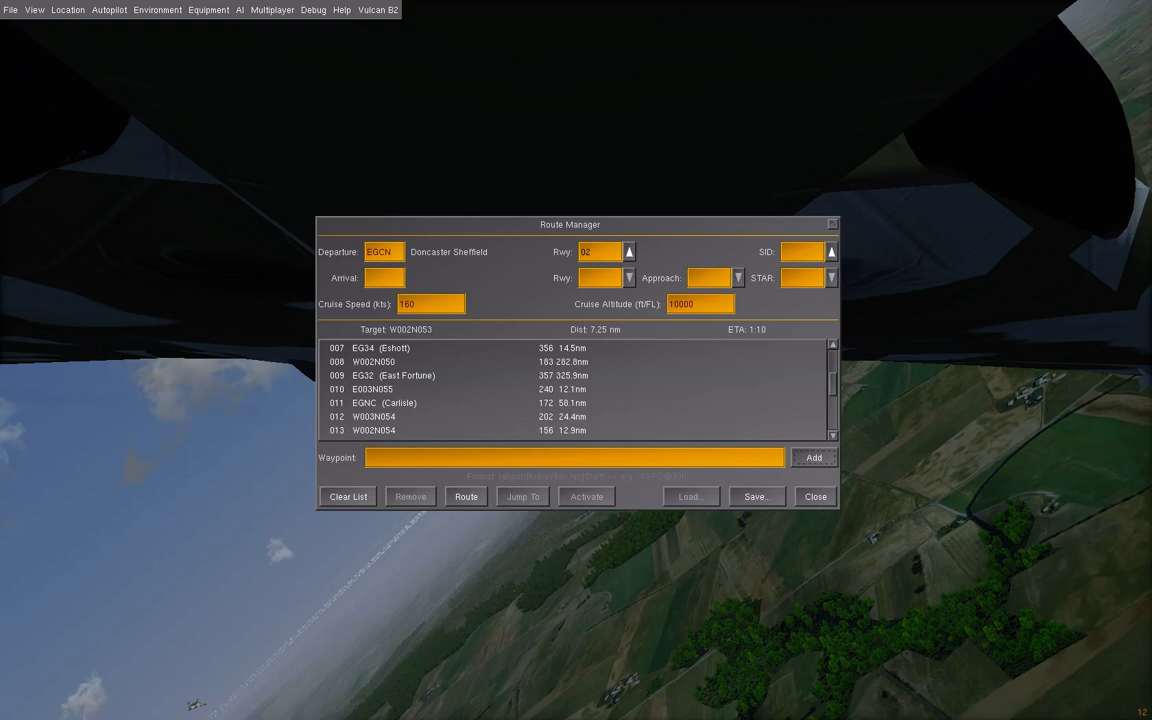 File View Location Autopilot Environment Equipment AI Multiplayer Debug Help Vulcan B2
Route Manager
Departure: EGCN Doncaster Sheffield Rwy: 02 SID:
Arrival: Rwy: Approach: STAR:
Cruise Speed (kts): 160 Cruise Altitude (ft/FL): 10000
Target: W002N053 Dist: 7.25 nm ETA: 1:10
007 EG34 (Eshott) 356 14.5nm
008 W002N050 183 282.8nm
009 EG32 (East Fortune) 357 325.9nm
010 E003N055 240 12.1nm
011 EGNC (Carlisle) 172 58.1nm
012 W003N054 202 24.4nm
013 W002N054 156 12.9nm
Waypoint: Add
Clear List Remove Route Jump To Activate Load... Save... Close
12